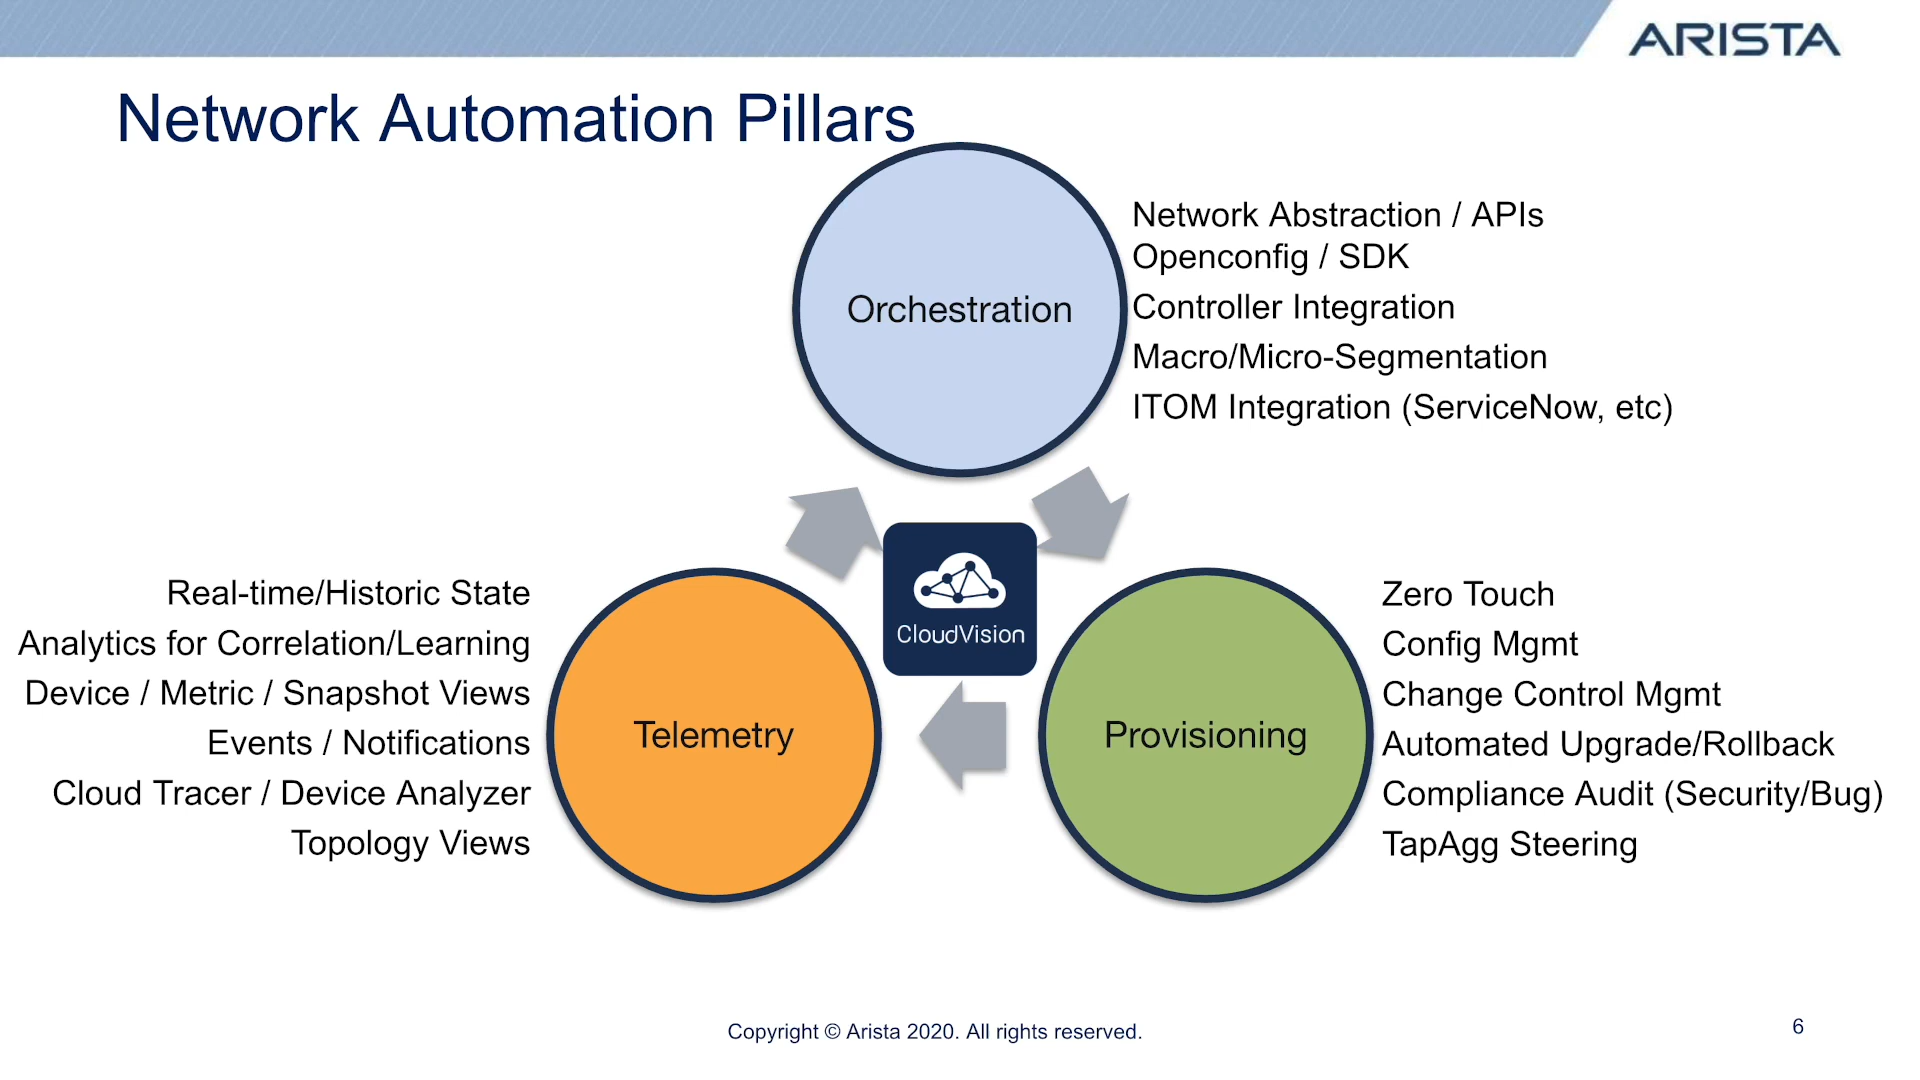 ARISTA
Network Automation Pillars
Orchestration
Network Abstraction / APIs
Openconfig / SDK
Controller Integration
Macro/Micro-Segmentation
ITOM Integration (ServiceNow, etc)
CloudVision
Real-time/Historic State
Analytics for Correlation/Learning
Device / Metric / Snapshot Views
Events / Notifications
Cloud Tracer / Device Analyzer
Topology Views
Telemetry
Provisioning
Zero Touch
Config Mgmt
Change Control Mgmt
Automated Upgrade/Rollback
Compliance Audit (Security/Bug)
TapAgg Steering
Copyright © Arista 2020. All rights reserved.
6